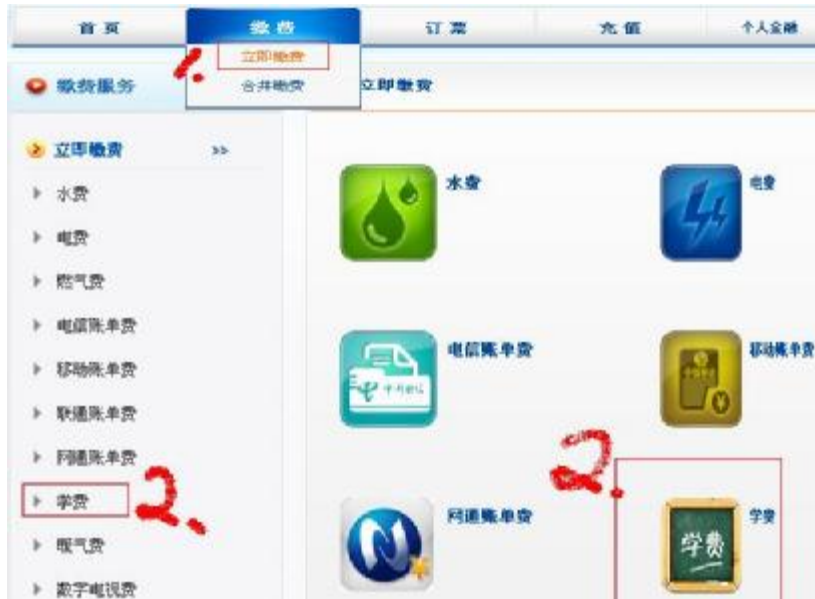 首页 缴费 订票 充值 个人金融
1. 立即缴费
合并缴费
缴费服务
立即缴费
立即缴费 >>
水费
电费
燃气费
电信账单费
移动账单费
联通账单费
网通账单费
学费 2.
暖气费
数字电视费
水费
电费
电信账单费
移动账单费
网通账单费
2.
学费
学费